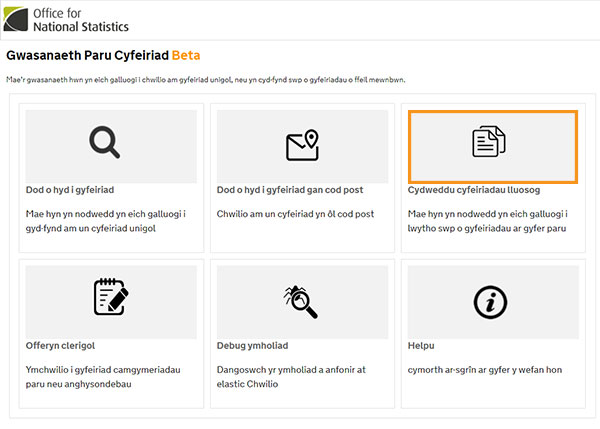 Office for
National Statistics
Gwasanaeth Paru Cyfeiriad Beta
Mae'r gwasanaeth hwn yn eich galluogi i chwilio am gyfeiriad unigol, neu yn cyd-fynd swp o gyfeiriadau o ffeil mewnbwn.
Dod o hyd i gyfeiriad
Mae hyn yn nodwedd yn eich galluogi i
gyd-fynd am un cyfeiriad unigol
Dod o hyd i gyfeiriad gan cod post
Chwilio am un cyfeiriad yn ôl cod post
Cydweddu cyfeiriadau lluosog
Mae hyn yn nodwedd yn eich galluogi i
lwytho swp o gyfeiriadau ar gyfer paru
Offeryn clerigol
Ymchwilio i gyfeiriad camgymeriadau
paru neu anghysondebau
Debug ymholiad
Dangoswch yr ymholiad a anfonir at
elastic Chwilio
Helpu
cymorth ar-sgrîn ar gyfer y wefan hon